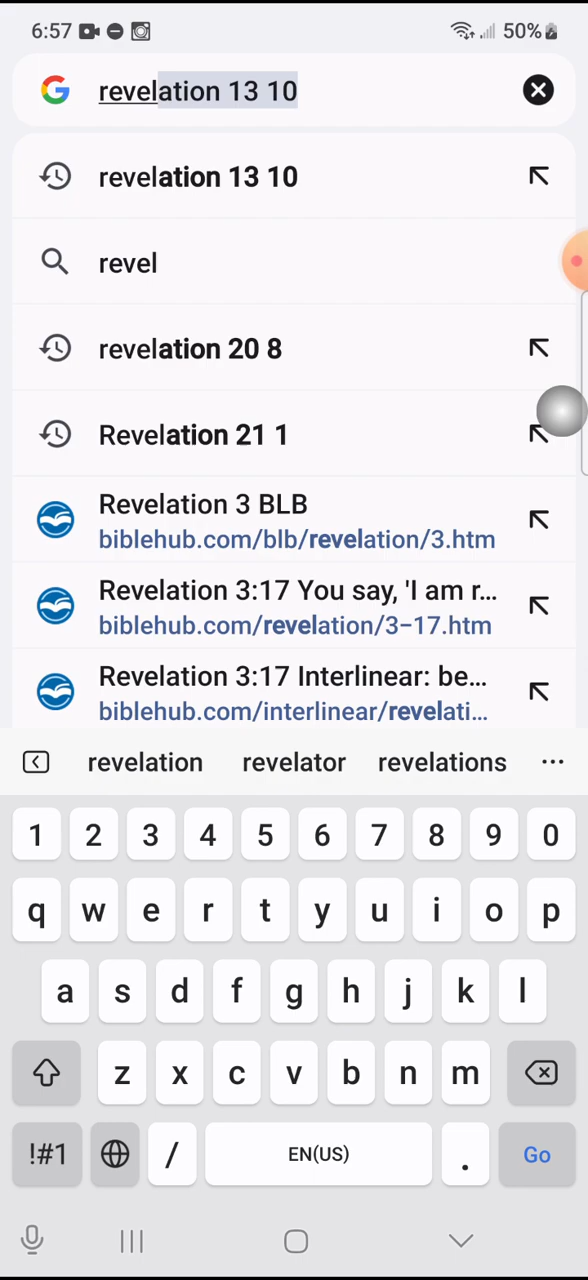 6:57
50%
revelation 13 10
revelation 13 10
revel
revelation 20 8
Revelation 21 1
Revelation 3 BLB
biblehub.com/blb/revelation/3.htm
Revelation 3:17 You say, 'I am r...
biblehub.com/revelation/3-17.htm
Revelation 3:17 Interlinear: be...
biblehub.com/interlinear/revelati...
revelation revelator revelations ...
1 2 3 4 5 6 7 8 9 0
q w e r t y u i o p
a s d f g h j k l
z x c v b n m
!#1 / EN(US) . Go